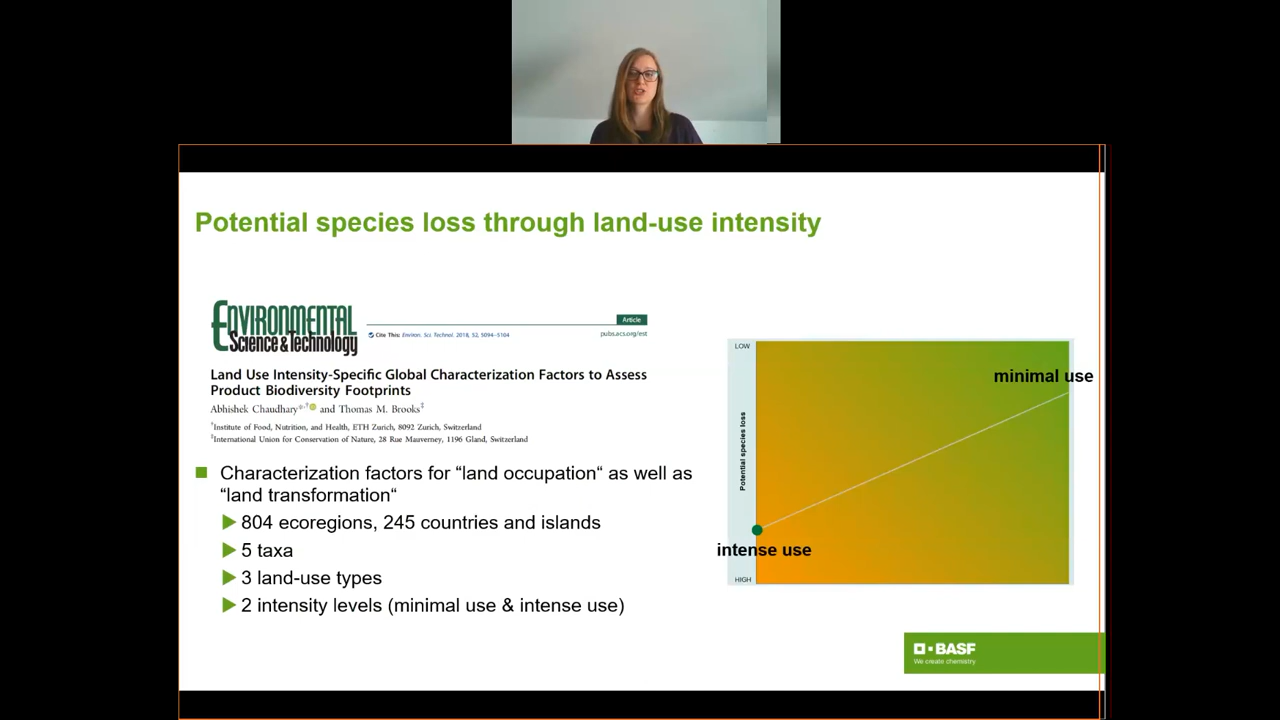 Potential species loss through land-use intensity
ENVIRONMENTAL
Science & Technology
Article
Cite This: Environ. Sci. Technol. 2018, 52, 5094−5104
pubs.acs.org/est
Land Use Intensity-Specific Global Characterization Factors to Assess
Product Biodiversity Footprints
Abhishek Chaudhary*,† and Thomas M. Brooks‡
†Institute of Food, Nutrition, and Health, ETH Zurich, 8092 Zurich, Switzerland
‡International Union for Conservation of Nature, 28 Rue Mauverney, 1196 Gland, Switzerland
Characterization factors for “land occupation“ as well as
“land transformation“
804 ecoregions, 245 countries and islands
5 taxa
3 land-use types
2 intensity levels (minimal use & intense use)
LOW
minimal use
Potential species loss
intense use
HIGH
BASF
We create chemistry